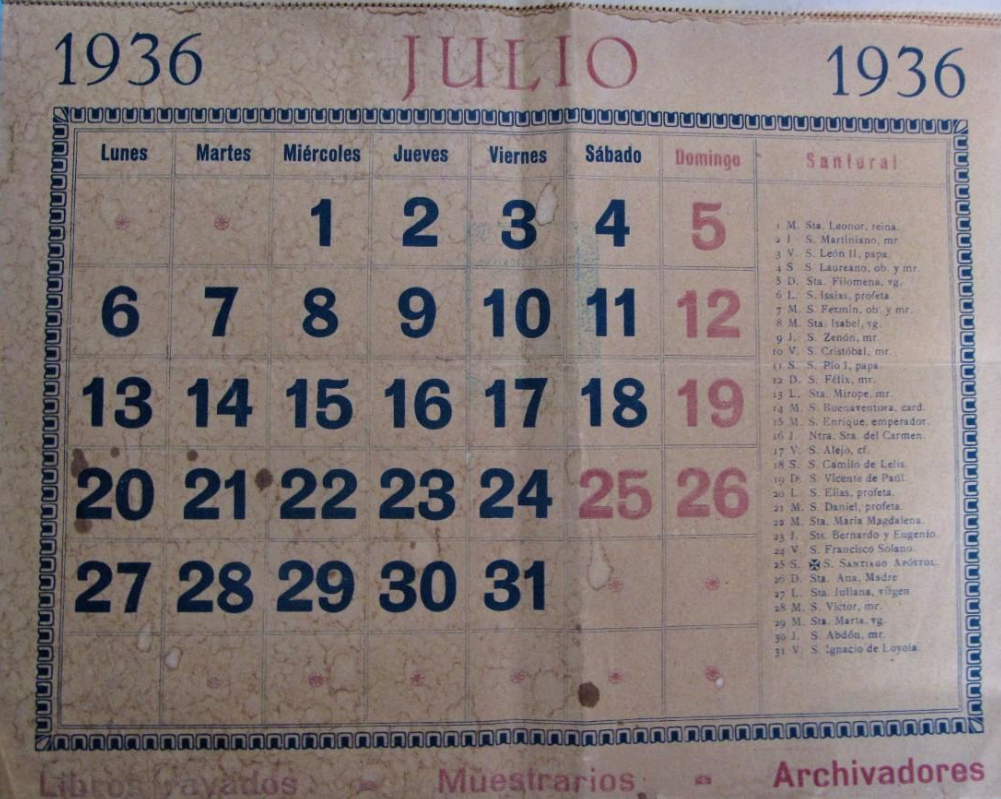 1936 JULIO 1936
Lunes Martes Miércoles Jueves Viernes Sábado Domingo
1 2 3 4 5
6 7 8 9 10 11 12
13 14 15 16 17 18 19
20 21 22 23 24 25 26
27 28 29 30 31
Santoral
1 M. Sta. Leonor, reina.
2 J S. Martiniano, mr.
3 V. S. León II, papa.
4 S S. Laureano, ob. y mr.
5 D. Sta. Filomena, vg.
6 L. S. Isaías, profeta.
7 M. S. Fermín, ob. y mr.
8 M. Sta. Isabel, vg.
9 J. S. Zenón, mr.
10 V. S. Cristóbal, mr.
11 S. S. Pío I, papa.
12 D. S. Félix, mr.
13 L. Sta. Mirope, mr.
14 M. S. Buenaventura, card.
15 M. S. Enrique, emperador.
16 J. Ntra. Sra. del Carmen.
17 V. S. Alejo, cf.
18 S. S. Camilo de Lelis.
19 D. S. Vicente de Paúl.
20 L. S. Elías, profeta.
21 M. S. Daniel, profeta.
22 M. Sta. María Magdalena.
23 J. Sts. Bernardo y Eugenio.
24 V. S. Francisco Solano.
25 S. ✠ S. SANTIAGO APÓSTOL.
26 D. Sta. Ana, Madre
27 L. Sta. Juliana, virgen
28 M. S. Víctor, mr.
29 M. Sta. Marta, vg.
30 J. S. Abdón, mr.
31 V. S. Ignacio de Loyola.
Libros rayados Muestrarios Archivadores